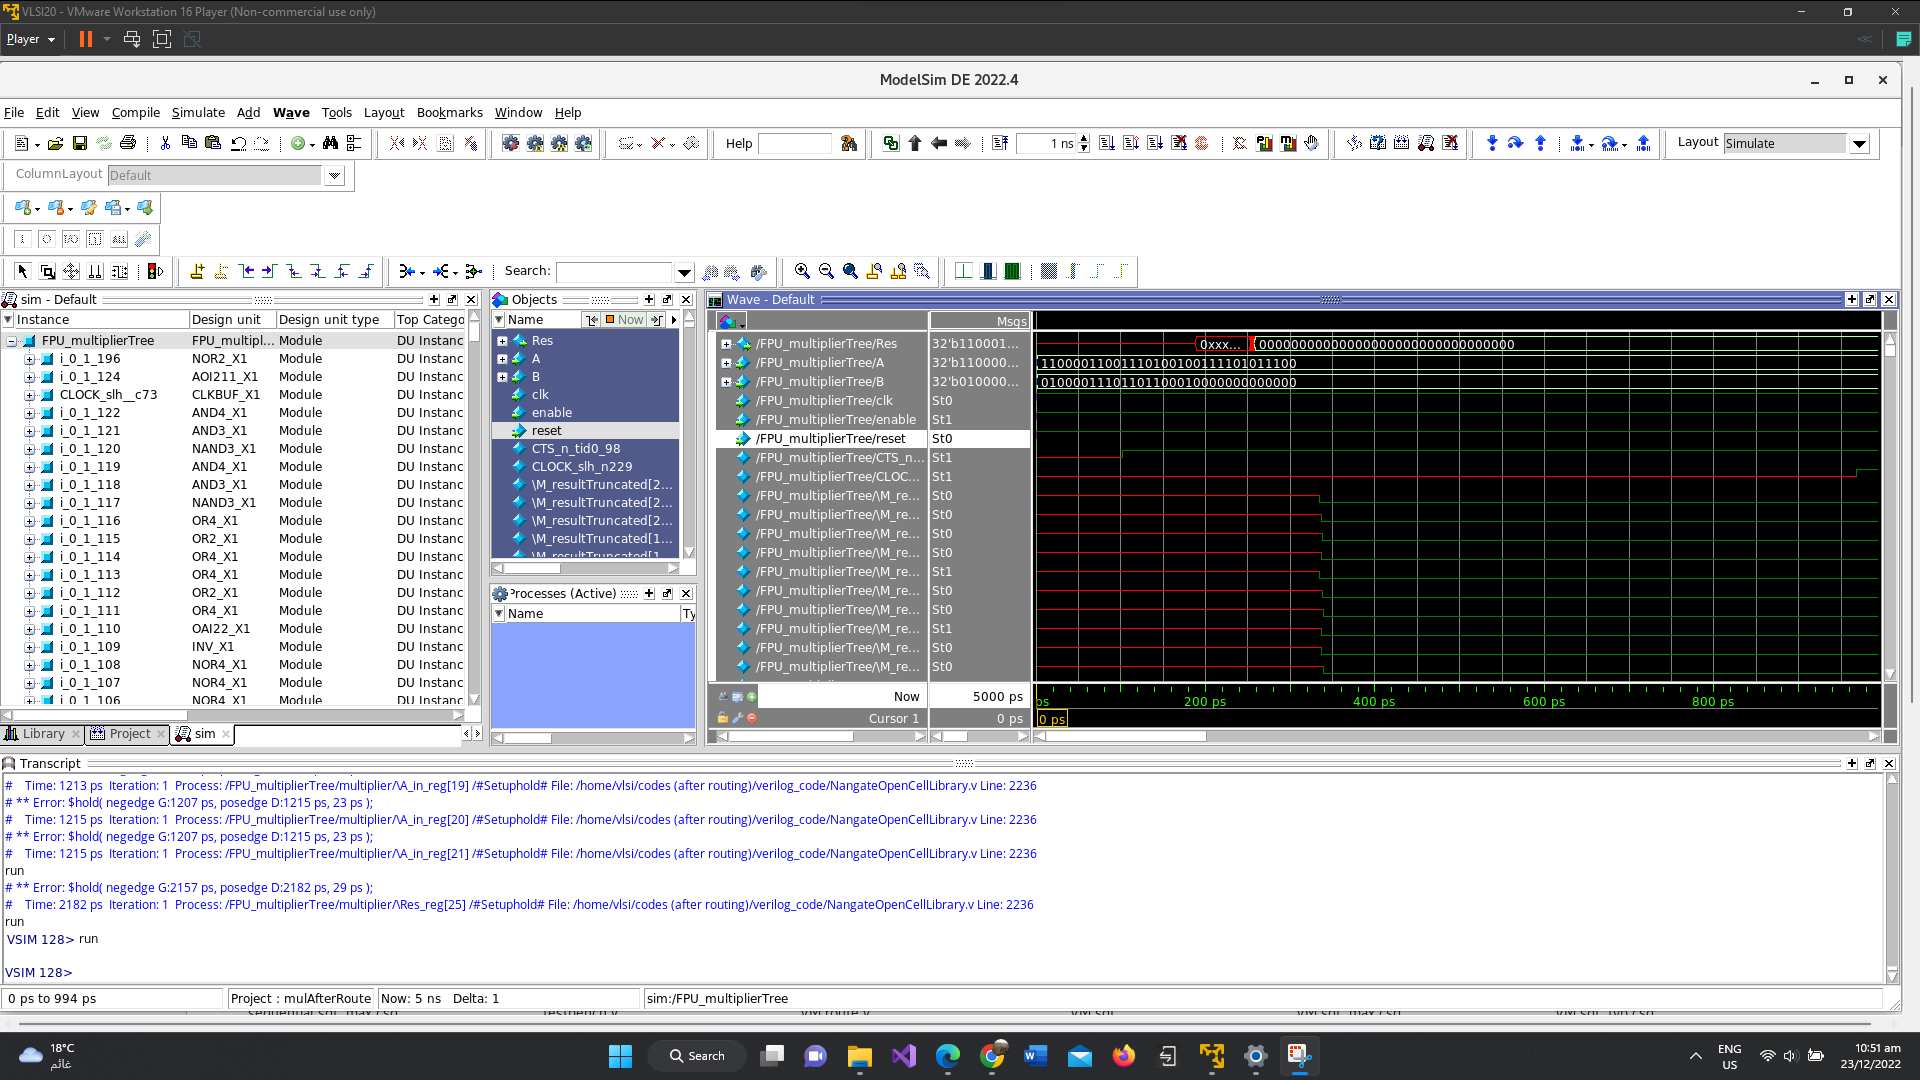 VLSI20 - VMware Workstation 16 Player (Non-commercial use only)
Player
ModelSim DE 2022.4
File Edit View Compile Simulate Add Wave Tools Layout Bookmarks Window Help
Help
1 ns
Layout Simulate
ColumnLayout Default
Search:
sim - Default
Instance Design unit Design unit type Top Catego
FPU_multiplierTree FPU_multipl... Module DU Instanc
i_0_1_196 NOR2_X1 Module DU Instanc
i_0_1_124 AOI211_X1 Module DU Instanc
CLOCK_slh__c73 CLKBUF_X1 Module DU Instanc
i_0_1_122 AND4_X1 Module DU Instanc
i_0_1_121 AND3_X1 Module DU Instanc
i_0_1_120 NAND3_X1 Module DU Instanc
i_0_1_119 AND4_X1 Module DU Instanc
i_0_1_118 AND3_X1 Module DU Instanc
i_0_1_117 NAND3_X1 Module DU Instanc
i_0_1_116 OR4_X1 Module DU Instanc
i_0_1_115 OR2_X1 Module DU Instanc
i_0_1_114 OR4_X1 Module DU Instanc
i_0_1_113 OR4_X1 Module DU Instanc
i_0_1_112 OR2_X1 Module DU Instanc
i_0_1_111 OR4_X1 Module DU Instanc
i_0_1_110 OAI22_X1 Module DU Instanc
i_0_1_109 INV_X1 Module DU Instanc
i_0_1_108 NOR4_X1 Module DU Instanc
i_0_1_107 NOR4_X1 Module DU Instanc
i_0_1_106 NOR4_X1 Module DU Instanc
Library Project sim
Objects
Name Now
Res
A
B
clk
enable
reset
CTS_n_tid0_98
CLOCK_slh_n229
\M_resultTruncated[2...
\M_resultTruncated[2...
\M_resultTruncated[2...
\M_resultTruncated[1...
\M_resultTruncated[1
Processes (Active)
Name Ty
Wave - Default
Msgs
/FPU_multiplierTree/Res 32'b110001... 0xxx... 00000000000000000000000000000000
/FPU_multiplierTree/A 32'b110000... 11000011001110100100111101011100
/FPU_multiplierTree/B 32'b010000... 01000011101101100010000000000000
/FPU_multiplierTree/clk St0
/FPU_multiplierTree/enable St1
/FPU_multiplierTree/reset St0
/FPU_multiplierTree/CTS_n... St1
/FPU_multiplierTree/CLOC... St1
/FPU_multiplierTree/\M_re... St0
/FPU_multiplierTree/\M_re... St0
/FPU_multiplierTree/\M_re... St0
/FPU_multiplierTree/\M_re... St0
/FPU_multiplierTree/\M_re... St1
/FPU_multiplierTree/\M_re... St0
/FPU_multiplierTree/\M_re... St0
/FPU_multiplierTree/\M_re... St1
/FPU_multiplierTree/\M_re... St0
/FPU_multiplierTree/\M_re... St0
Now 5000 ps ps 200 ps 400 ps 600 ps 800 ps
Cursor 1 0 ps 0 ps
Transcript
# Time: 1213 ps Iteration: 1 Process: /FPU_multiplierTree/multiplier/\A_in_reg[19] /#Setuphold# File: /home/vlsi/codes (after routing)/verilog_code/NangateOpenCellLibrary.v Line: 2236
# ** Error: $hold( negedge G:1207 ps, posedge D:1215 ps, 23 ps );
# Time: 1215 ps Iteration: 1 Process: /FPU_multiplierTree/multiplier/\A_in_reg[20] /#Setuphold# File: /home/vlsi/codes (after routing)/verilog_code/NangateOpenCellLibrary.v Line: 2236
# ** Error: $hold( negedge G:1207 ps, posedge D:1215 ps, 23 ps );
# Time: 1215 ps Iteration: 1 Process: /FPU_multiplierTree/multiplier/\A_in_reg[21] /#Setuphold# File: /home/vlsi/codes (after routing)/verilog_code/NangateOpenCellLibrary.v Line: 2236
run
# ** Error: $hold( negedge G:2157 ps, posedge D:2182 ps, 29 ps );
# Time: 2182 ps Iteration: 1 Process: /FPU_multiplierTree/multiplier/\Res_reg[25] /#Setuphold# File: /home/vlsi/codes (after routing)/verilog_code/NangateOpenCellLibrary.v Line: 2236
run
VSIM 128> run
VSIM 128>
0 ps to 994 ps Project : mulAfterRoute Now: 5 ns Delta: 1 sim:/FPU_multiplierTree
18°C
غائم
Search
ENG
US
10:51 am
23/12/2022